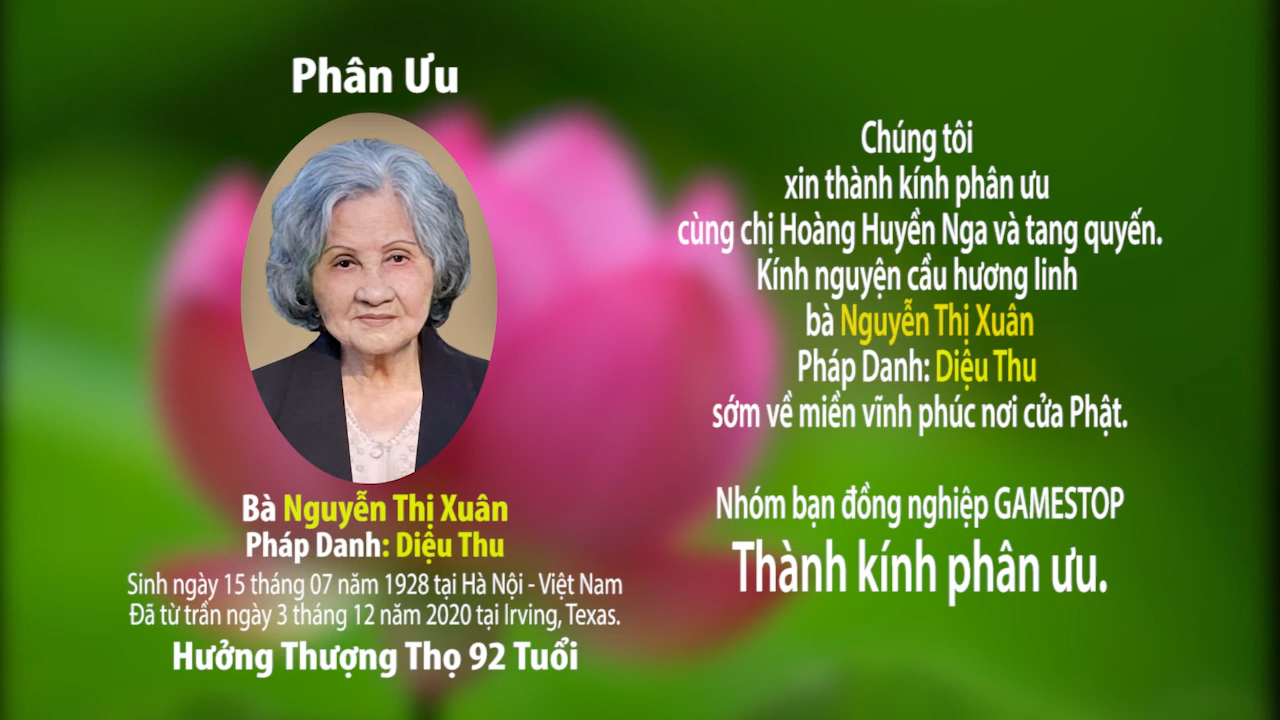 Phân Ưu
Bà Nguyễn Thị Xuân
Pháp Danh: Diệu Thu
Sinh ngày 15 tháng 07 năm 1928 tại Hà Nội - Việt Nam
Đã từ trần ngày 3 tháng 12 năm 2020 tại Irving, Texas.
Hưởng Thượng Thọ 92 Tuổi
Chúng tôi
xin thành kính phân ưu
cùng chị Hoàng Huyền Nga và tang quyến.
Kính nguyện cầu hương linh
bà Nguyễn Thị Xuân
Pháp Danh: Diệu Thu
sớm về miền vĩnh phúc nơi cửa Phật.
Nhóm bạn đồng nghiệp GAMESTOP
Thành kính phân ưu.